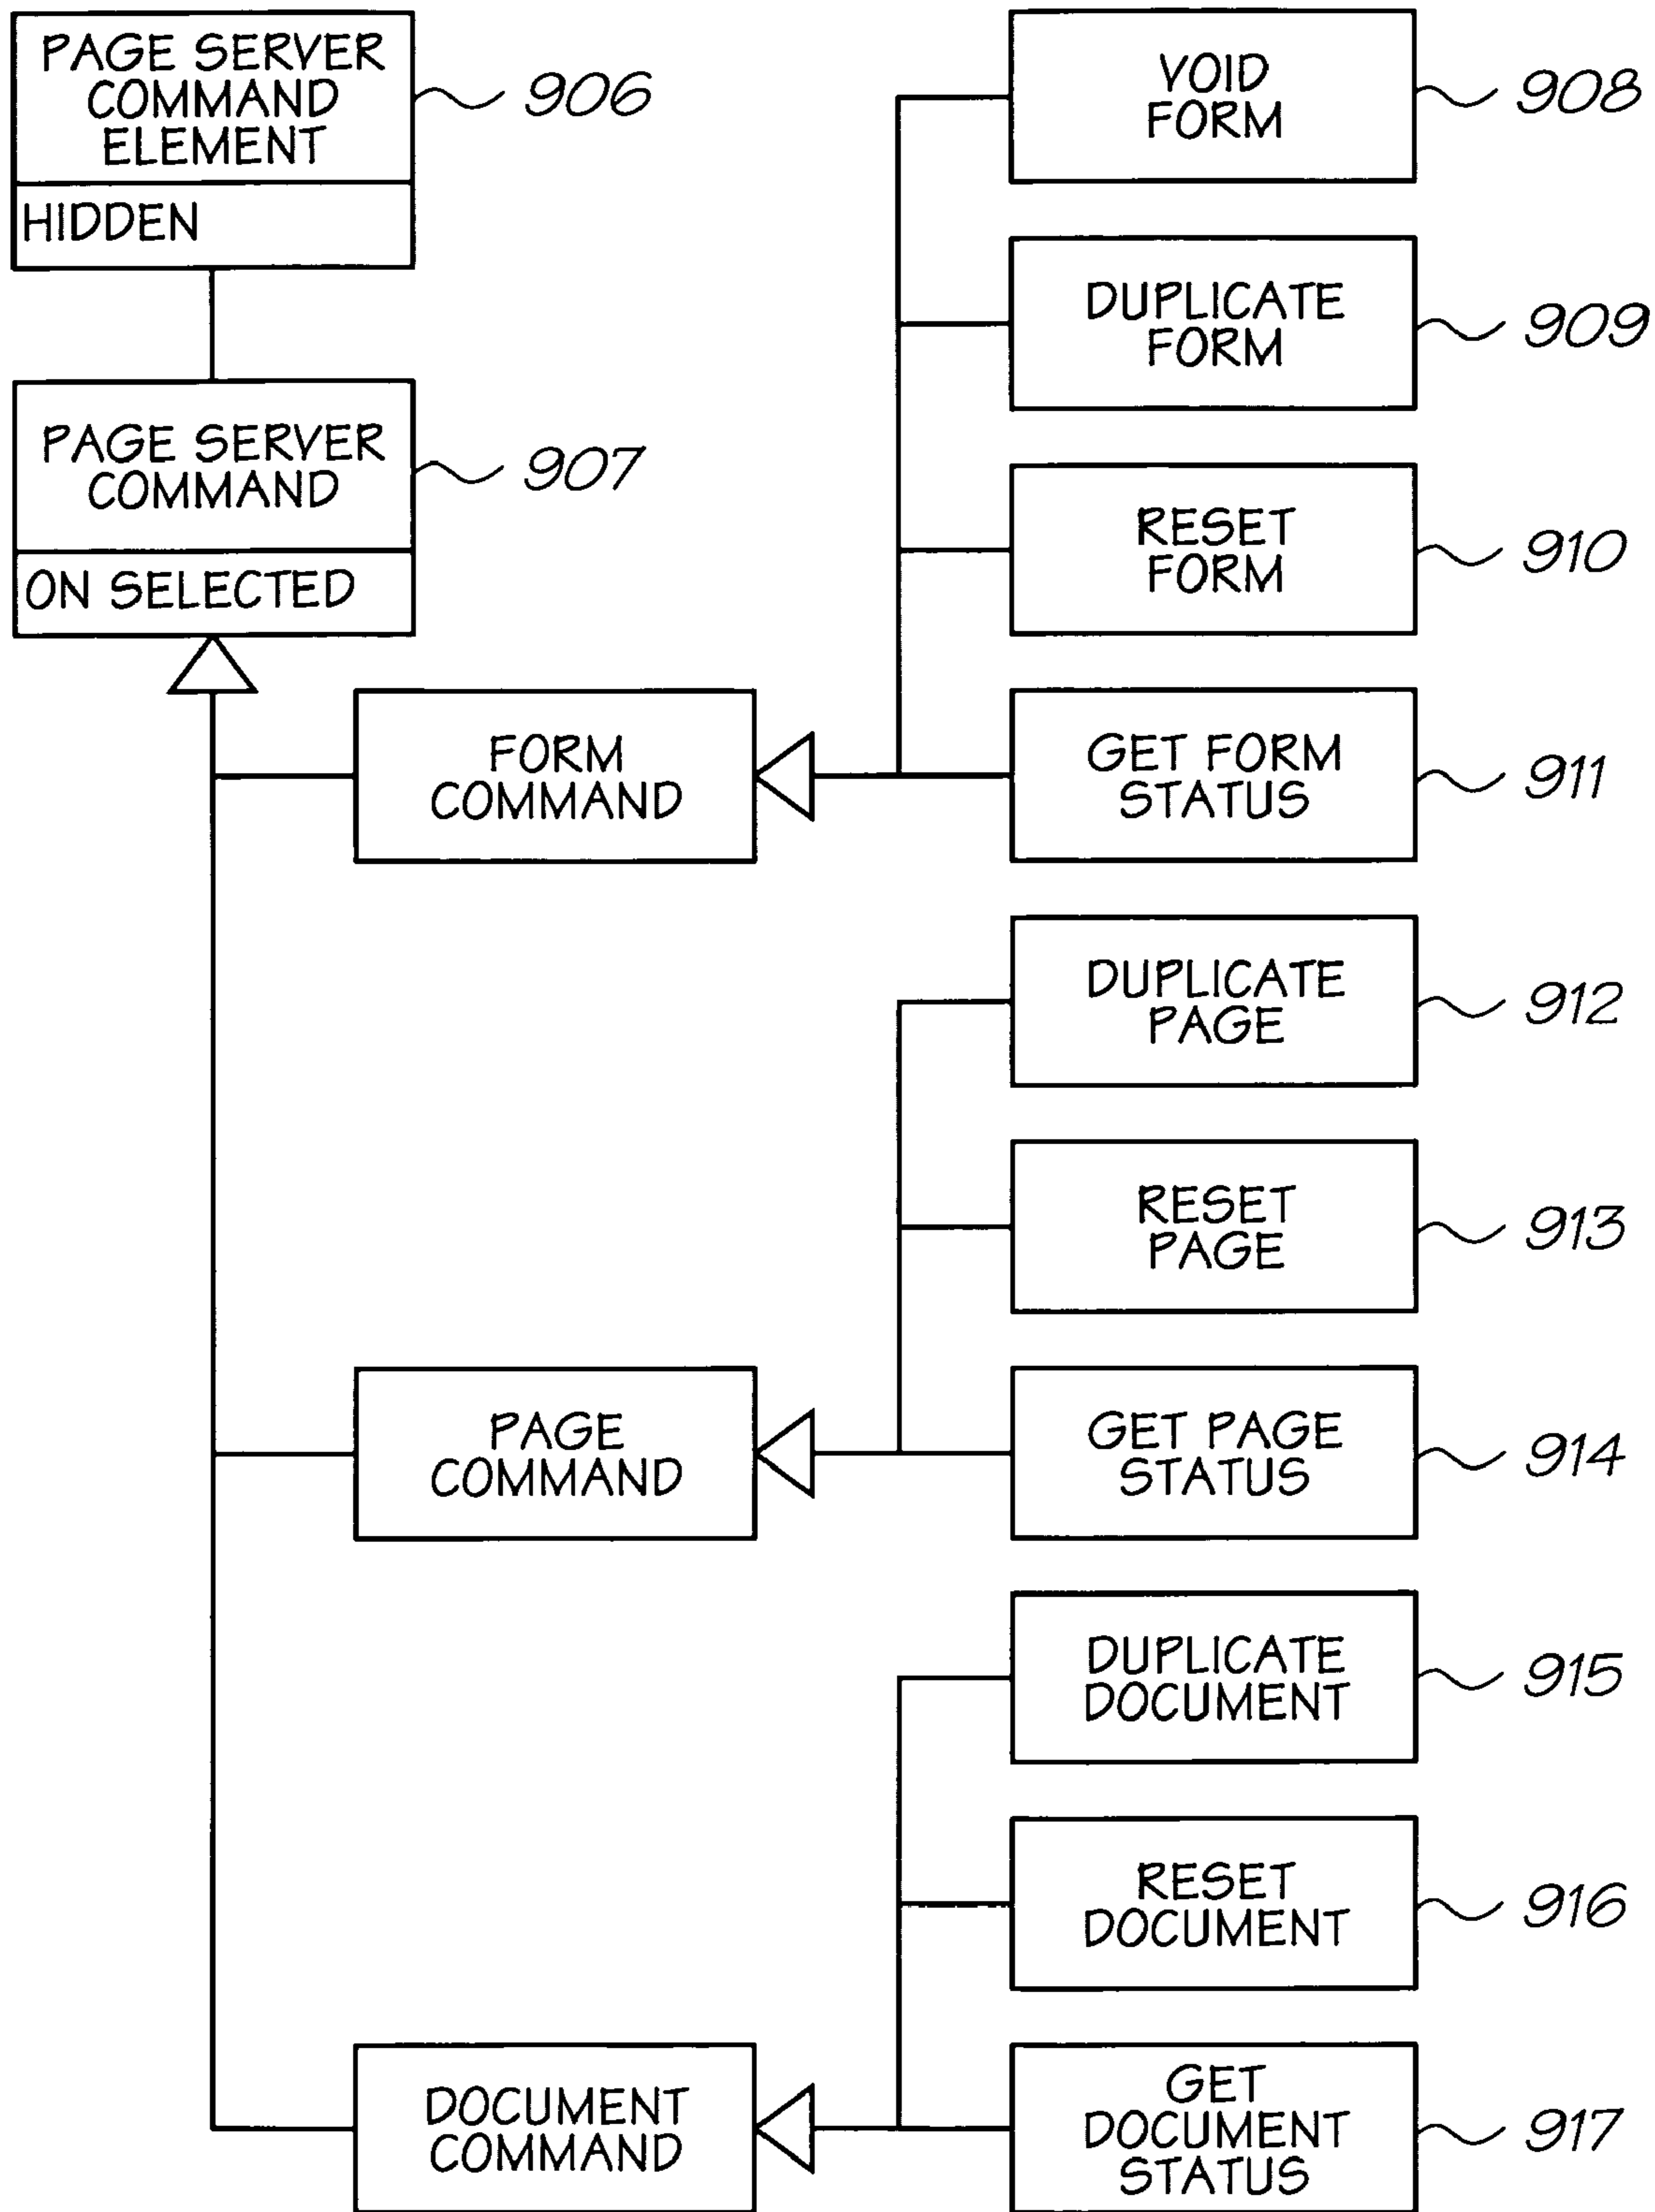 PAGE SERVER
COMMAND
ELEMENT
906
HIDDEN
PAGE SERVER
COMMAND
907
ON SELECTED
VOID
FORM
908
DUPLICATE
FORM
909
RESET
FORM
910
FORM
COMMAND
GET FORM
STATUS
911
DUPLICATE
PAGE
912
RESET
PAGE
913
PAGE
COMMAND
GET PAGE
STATUS
914
DUPLICATE
DOCUMENT
915
RESET
DOCUMENT
916
DOCUMENT
COMMAND
GET
DOCUMENT
STATUS
917